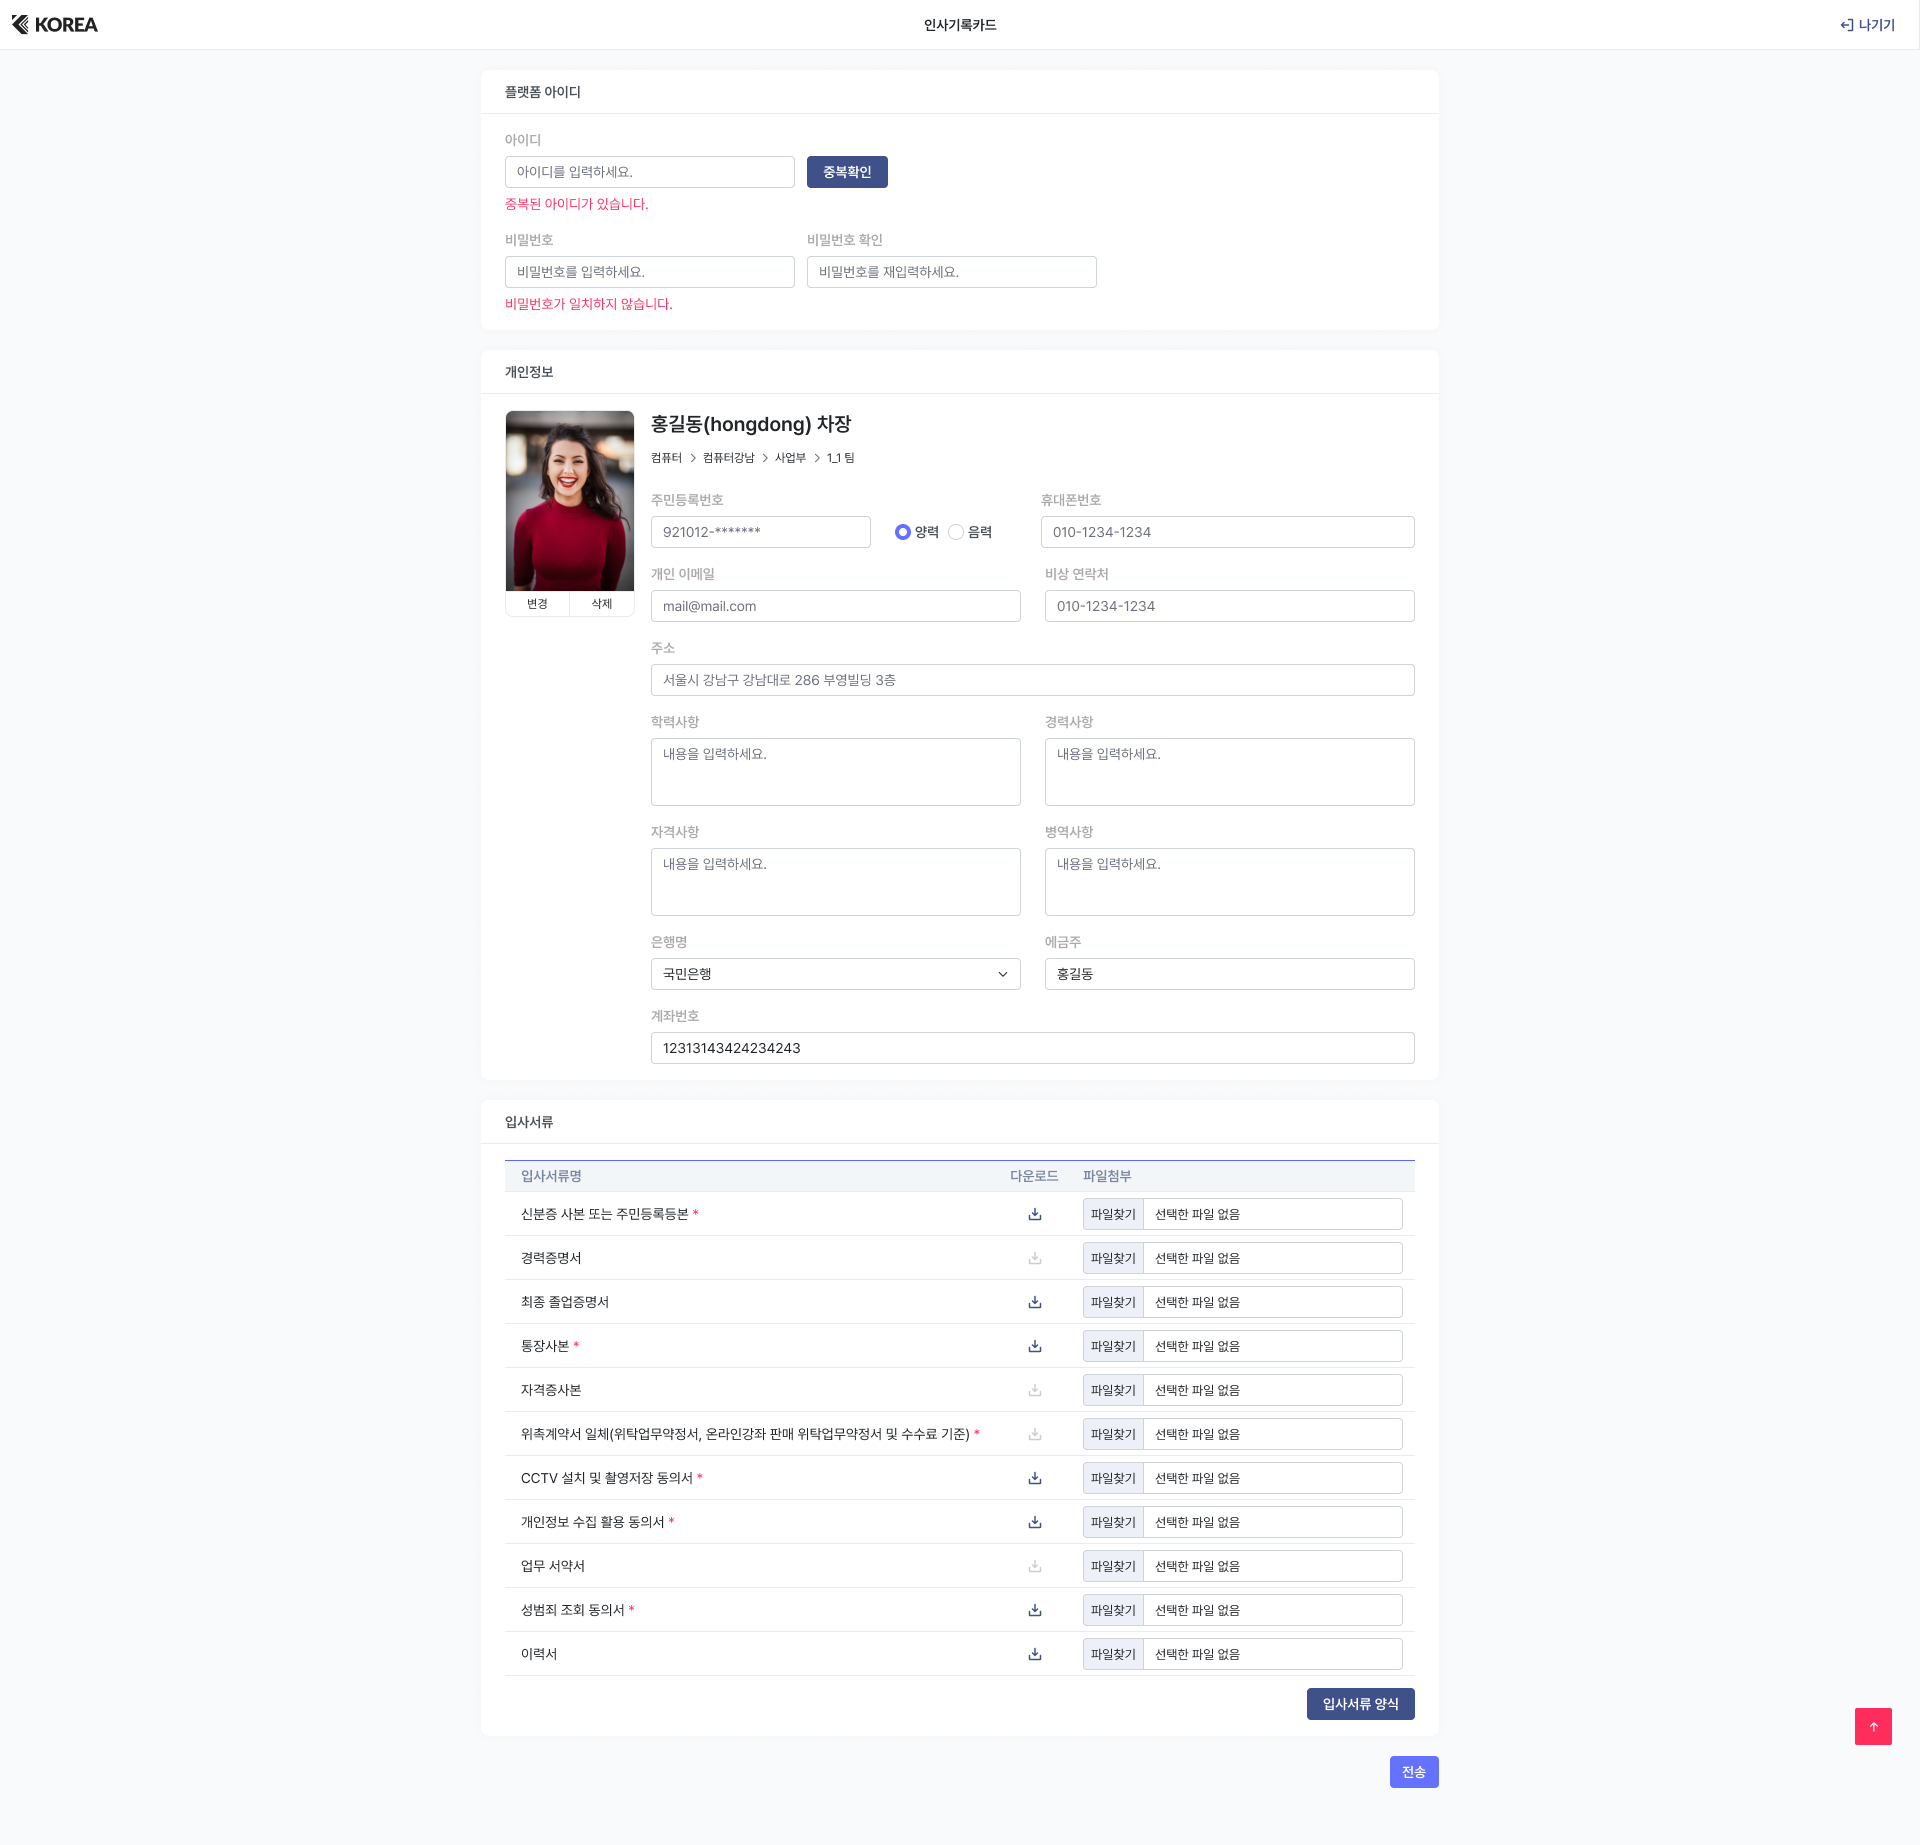 KOREA
인사기록카드
나기기
플랫폼 아이디
아이디
아이디를 입력하세요.
중복확인
중복된 아이디가 있습니다.
비밀번호 비밀번호 확인
비밀번호를 입력하세요. 비밀번호를 재입력하세요.
비밀번호가 일치하지 않습니다.
개인정보
홍길동(hongdong) 차장
컴퓨터 > 컴퓨터강남 > 사업부 > 1_1 팀
주민등록번호 휴대폰번호
921012-******* 양력 음력 010-1234-1234
개인 이메일 비상 연락처
mail@mail.com 010-1234-1234
변경 삭제
주소
서울시 강남구 강남대로 286 부영빌딩 3층
학력사항 경력사항
내용을 입력하세요. 내용을 입력하세요.
자격사항 병역사항
내용을 입력하세요. 내용을 입력하세요.
은행명 에금주
국민은행 홍길동
계좌번호
12313143424234243
입사서류
입사서류명 다운로드 파일첨부
신분증 사본 또는 주민등록등본 * 파일찾기 선택한 파일 없음
경력증명서 파일찾기 선택한 파일 없음
최종 졸업증명서 파일찾기 선택한 파일 없음
통장사본 * 파일찾기 선택한 파일 없음
자격증사본 파일찾기 선택한 파일 없음
위촉계약서 일체(위탁업무약정서, 온라인강좌 판매 위탁업무약정서 및 수수료 기준) * 파일찾기 선택한 파일 없음
CCTV 설치 및 촬영저장 동의서 * 파일찾기 선택한 파일 없음
개인정보 수집 활용 동의서 * 파일찾기 선택한 파일 없음
업무 서약서 파일찾기 선택한 파일 없음
성범죄 조회 동의서 * 파일찾기 선택한 파일 없음
이력서 파일찾기 선택한 파일 없음
입사서류 양식
전송